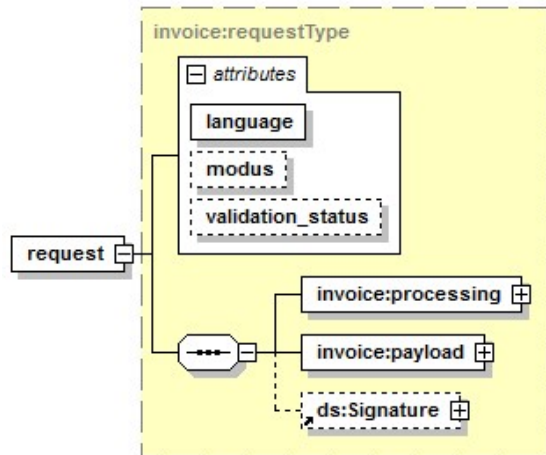 invoice:requestType
attributes
language
modus
validation_status
request
invoice:processing
invoice:payload
ds:Signature